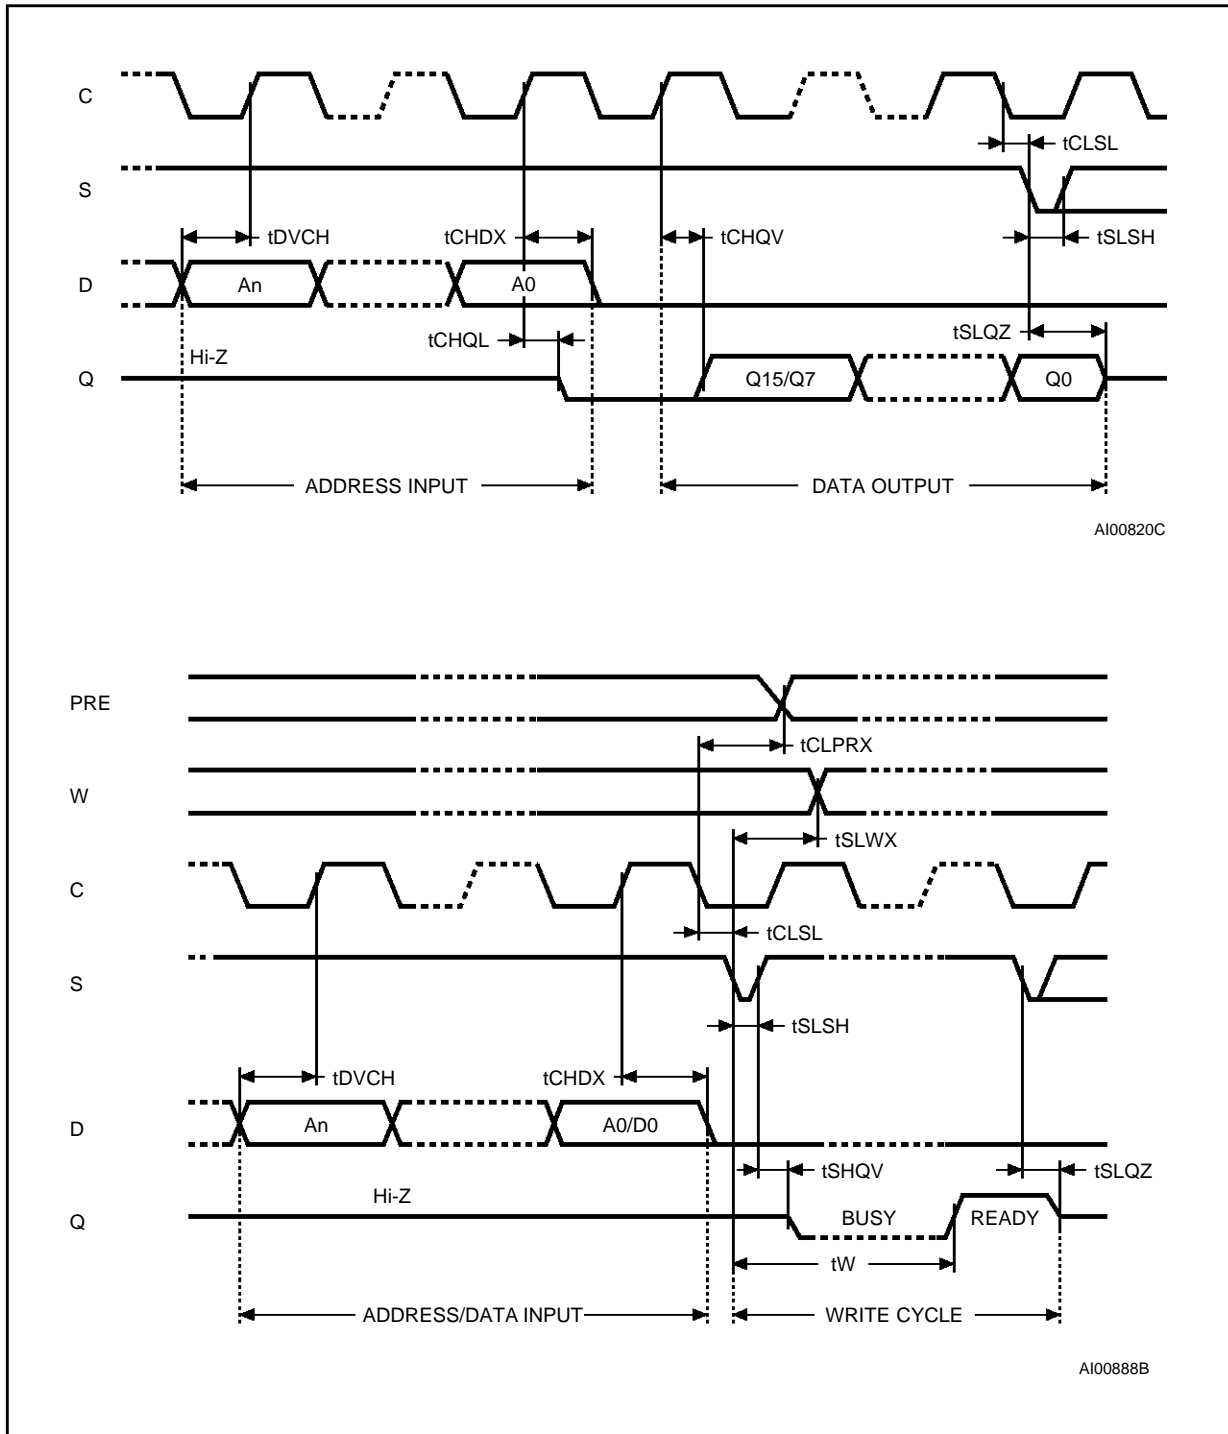 C
tCLSL
S
tDVCH
tCHDX
tCHQV
tSLSH
D
An
A0
tCHQL
tSLQZ
Hi-Z
Q
Q15/Q7
Q0
ADDRESS INPUT
DATA OUTPUT
AI00820C
PRE
tCLPRX
W
tSLWX
C
tCLSL
S
tSLSH
tDVCH
tCHDX
D
An
A0/D0
tSHQV
tSLQZ
Hi-Z
Q
BUSY
READY
tW
ADDRESS/DATA INPUT
WRITE CYCLE
AI00888B